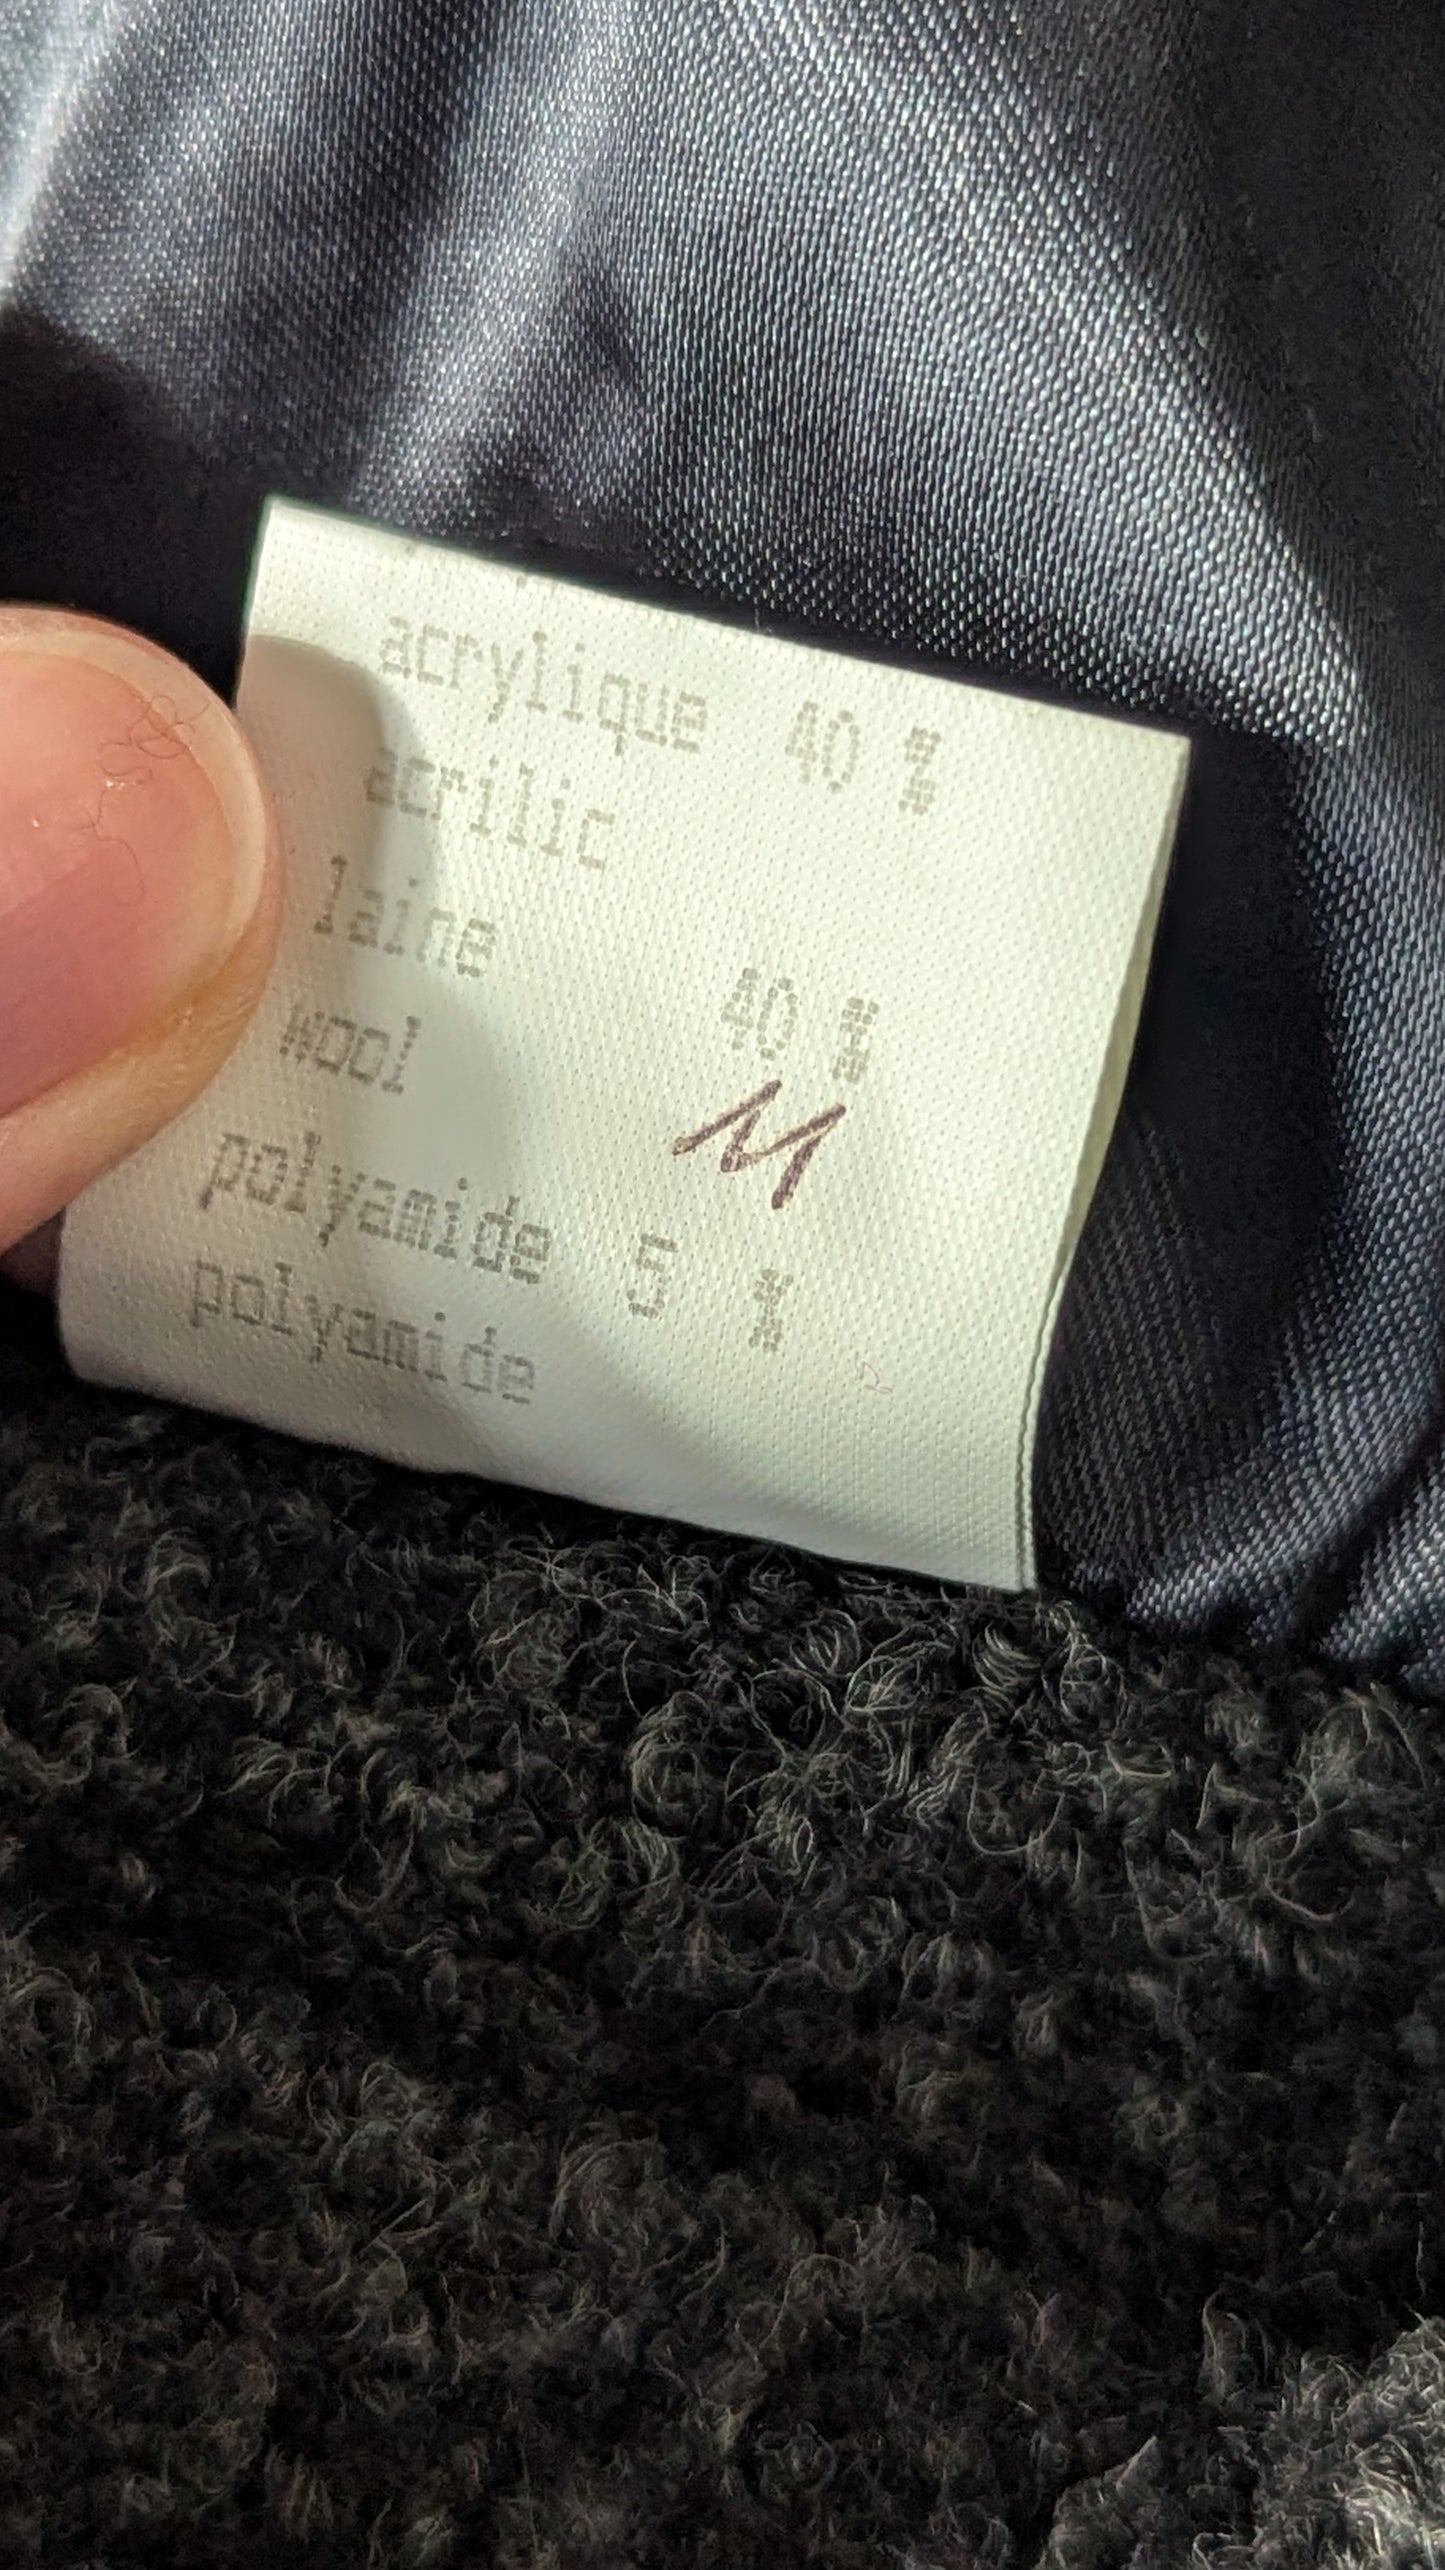 acrylique 40 %
acrilic
laine 40 %
wool
M
polyamide 5 %
polyamide